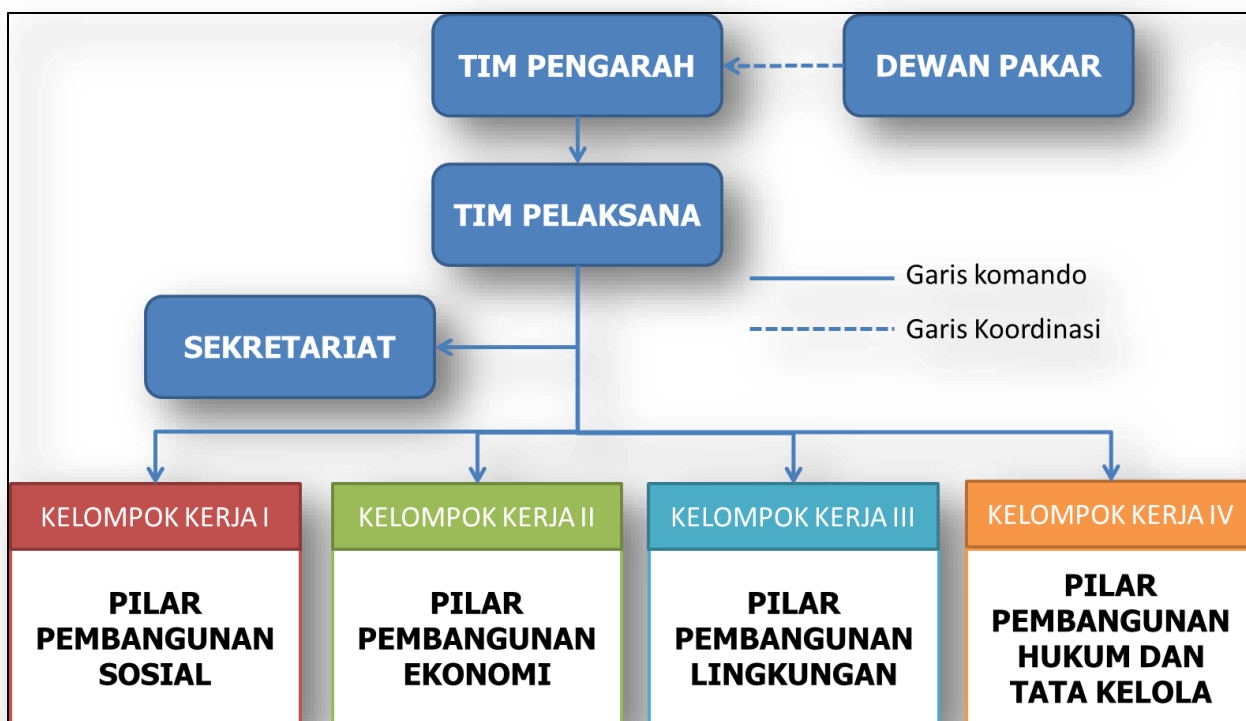 TIM PENGARAH
DEWAN PAKAR
TIM PELAKSANA
Garis komando
Garis Koordinasi
SEKRETARIAT
KELOMPOK KERJA I
PILAR
PEMBANGUNAN
SOSIAL
KELOMPOK KERJA II
PILAR
PEMBANGUNAN
EKONOMI
KELOMPOK KERJA III
PILAR
PEMBANGUNAN
LINGKUNGAN
KELOMPOK KERJA IV
PILAR
PEMBANGUNAN
HUKUM DAN
TATA KELOLA